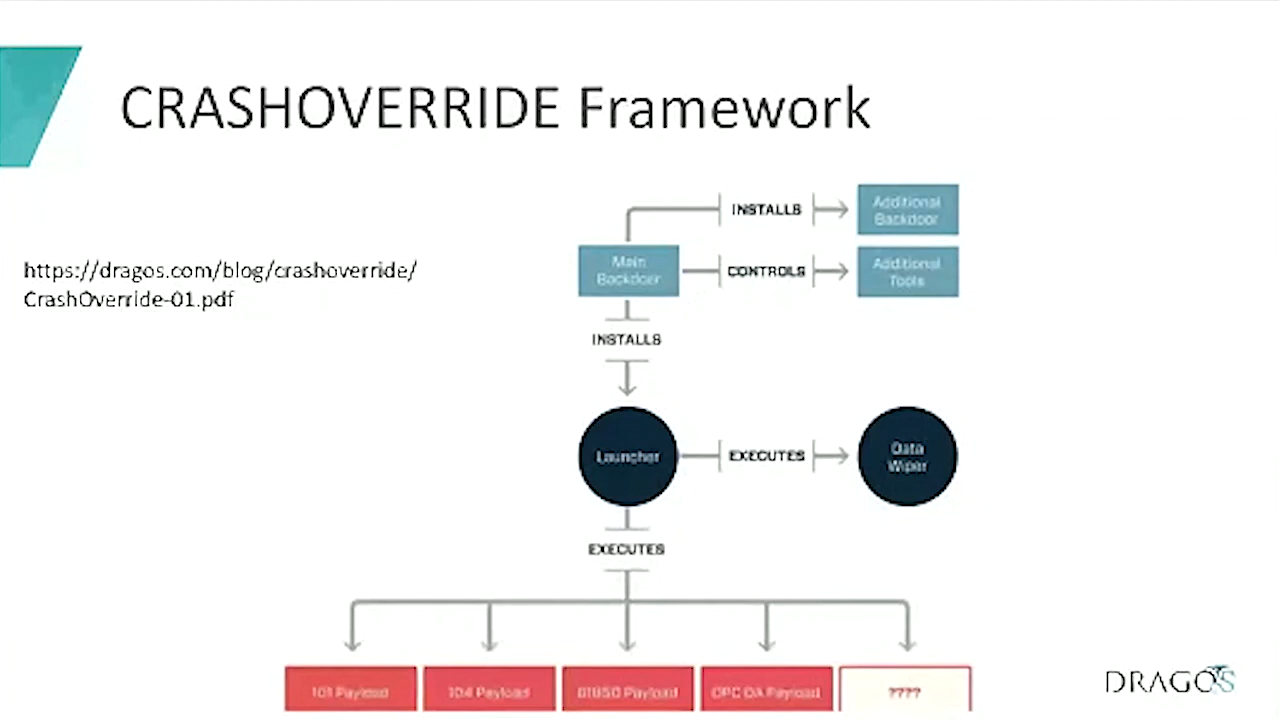 CRASHOVERRIDE Framework
https://dragos.com/blog/crashoverride/
CrashOverride-01.pdf
INSTALLS
Additional
Backdoor
Main
Backdoor
CONTROLS
Additional
Tools
INSTALLS
Launcher
EXECUTES
Data
Wiper
EXECUTES
101 Payload
104 Payload
61850 Payload
OPC DA Payload
????
DRAGOS